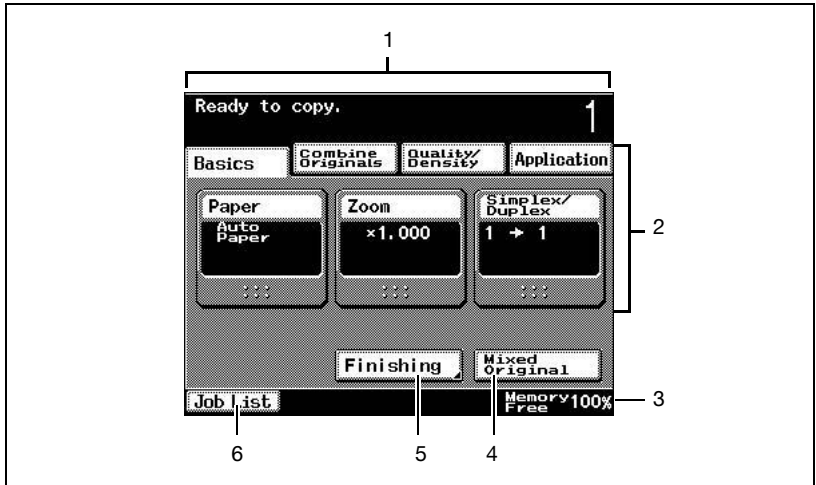 1
Ready to copy.
1
Basics
Combine
Originals
Quality/
Density
Application
Paper
Auto
Paper
Zoom
×1.000
Simplex/
Duplex
1 → 1
2
Finishing
Mixed
Original
Job List
Memory
Free 100%
3
6
5
4